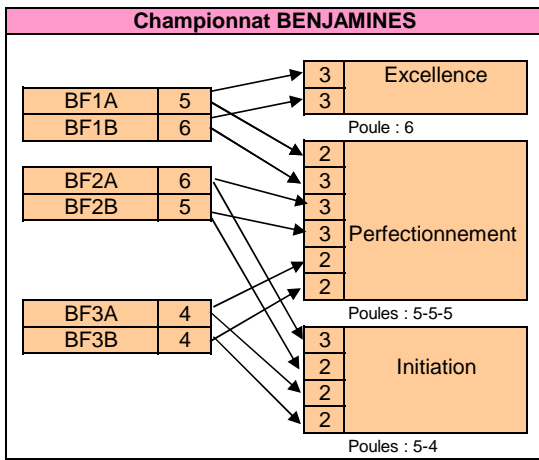 Championnat BENJAMINES
3 Excellence
3
Poule : 6
BF1A 5
BF1B 6
BF2A 6
BF2B 5
2
3
3
3 Perfectionnement
2
2
Poules : 5-5-5
BF3A 4
BF3B 4
3
2 Initiation
2
2
Poules : 5-4